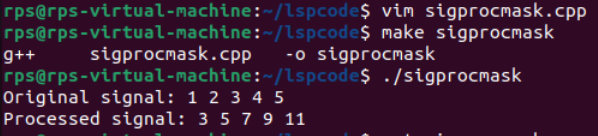 rps@rps-virtual-machine:~/lspcode$ vim sigprocmask.cpp
rps@rps-virtual-machine:~/lspcode$ make sigprocmask
g++     sigprocmask.cpp   -o sigprocmask
rps@rps-virtual-machine:~/lspcode$ ./sigprocmask
Original signal: 1 2 3 4 5
Processed signal: 3 5 7 9 11